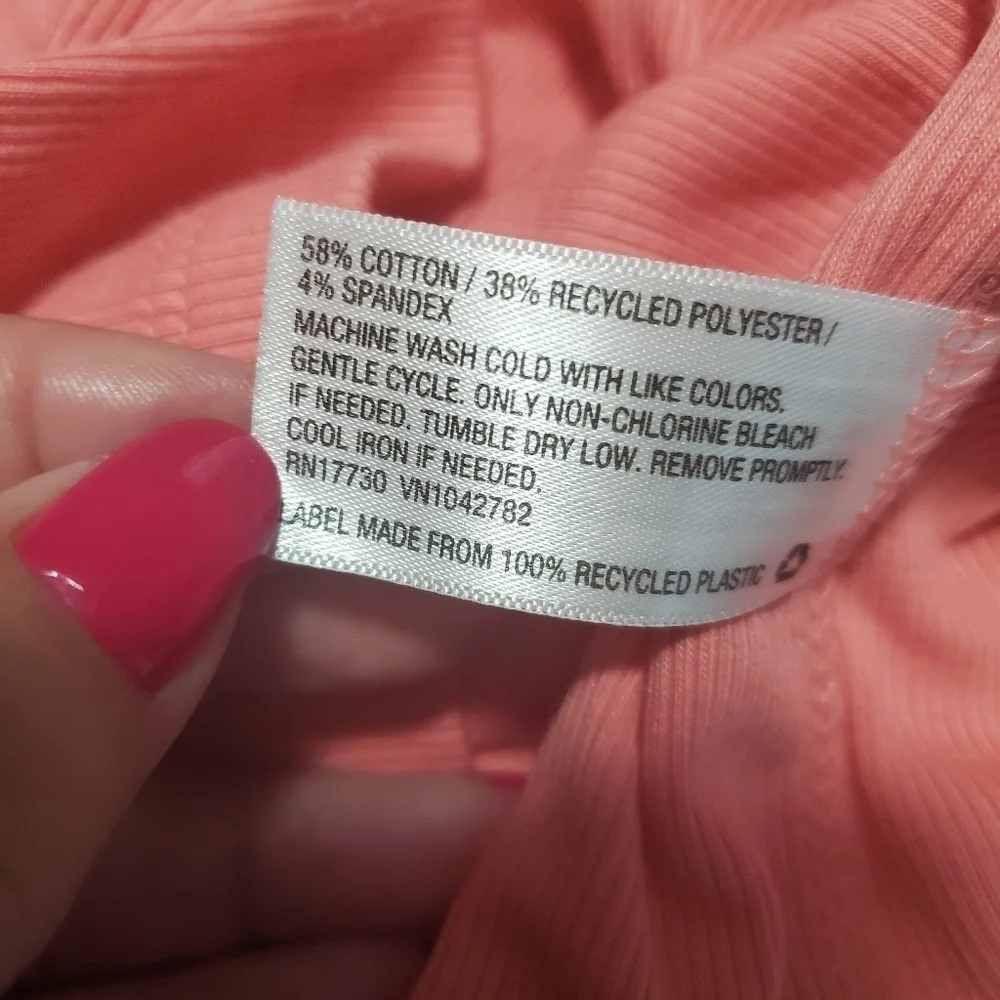 58% COTTON / 38% RECYCLED POLYESTER /
4% SPANDEX
MACHINE WASH COLD WITH LIKE COLORS.
GENTLE CYCLE. ONLY NON-CHLORINE BLEACH
IF NEEDED. TUMBLE DRY LOW. REMOVE PROMPTLY.
COOL IRON IF NEEDED.
RN17730 VN1042782
LABEL MADE FROM 100% RECYCLED PLASTIC